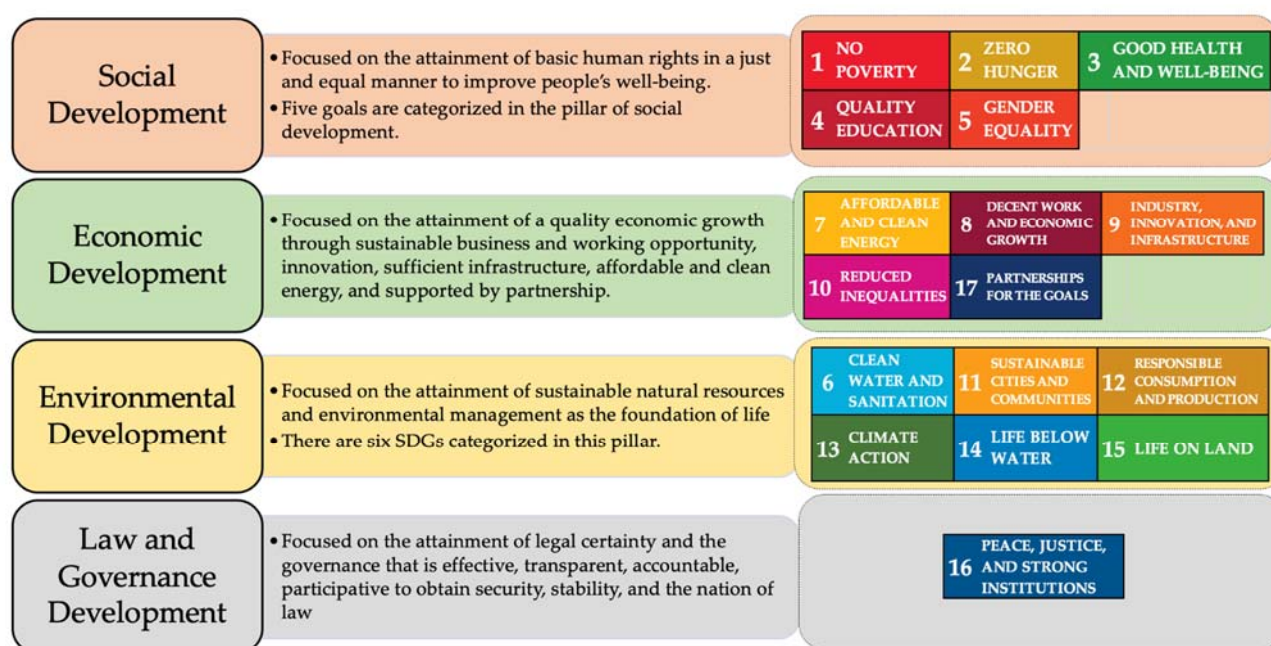 Social
Development
• Focused on the attainment of basic human rights in a just
and equal manner to improve people's well-being.
• Five goals are categorized in the pillar of social
development.
1 NO
POVERTY
2 ZERO
HUNGER
3 GOOD HEALTH
AND WELL-BEING
4 QUALITY
EDUCATION
5 GENDER
EQUALITY
Economic
Development
• Focused on the attainment of a quality economic growth
through sustainable business and working opportunity,
innovation, sufficient infrastructure, affordable and clean
energy, and supported by partnership.
7 AFFORDABLE
AND CLEAN
ENERGY
8 DECENT WORK
AND ECONOMIC
GROWTH
9 INDUSTRY,
INNOVATION, AND
INFRASTRUCTURE
10 REDUCED
INEQUALITIES
17 PARTNERSHIPS
FOR THE GOALS
Environmental
Development
• Focused on the attainment of sustainable natural resources
and environmental management as the foundation of life
• There are six SDGs categorized in this pillar.
6 CLEAN
WATER AND
SANITATION
11 SUSTAINABLE
CITIES AND
COMMUNITIES
12 RESPONSIBLE
CONSUMPTION
AND PRODUCTION
13 CLIMATE
ACTION
14 LIFE BELOW
WATER
15 LIFE ON LAND
Law and
Governance
Development
• Focused on the attainment of legal certainty and the
governance that is effective, transparent, accountable,
participative to obtain security, stability, and the nation of
law
16 PEACE, JUSTICE,
AND STRONG
INSTITUTIONS